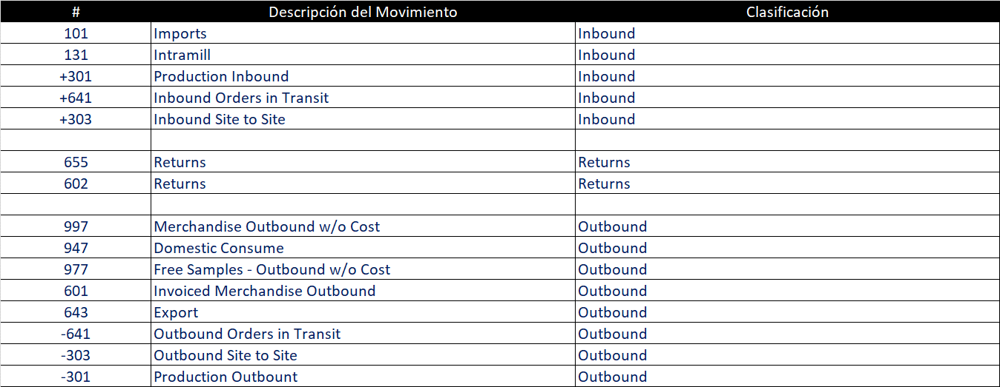 # Descripción del Movimiento Clasificación
101 Imports Inbound
131 Intramill Inbound
+301 Production Inbound Inbound
+641 Inbound Orders in Transit Inbound
+303 Inbound Site to Site Inbound
655 Returns Returns
602 Returns Returns
997 Merchandise Outbound w/o Cost Outbound
947 Domestic Consume Outbound
977 Free Samples - Outbound w/o Cost Outbound
601 Invoiced Merchandise Outbound Outbound
643 Export Outbound
-641 Outbound Orders in Transit Outbound
-303 Outbound Site to Site Outbound
-301 Production Outbount Outbound